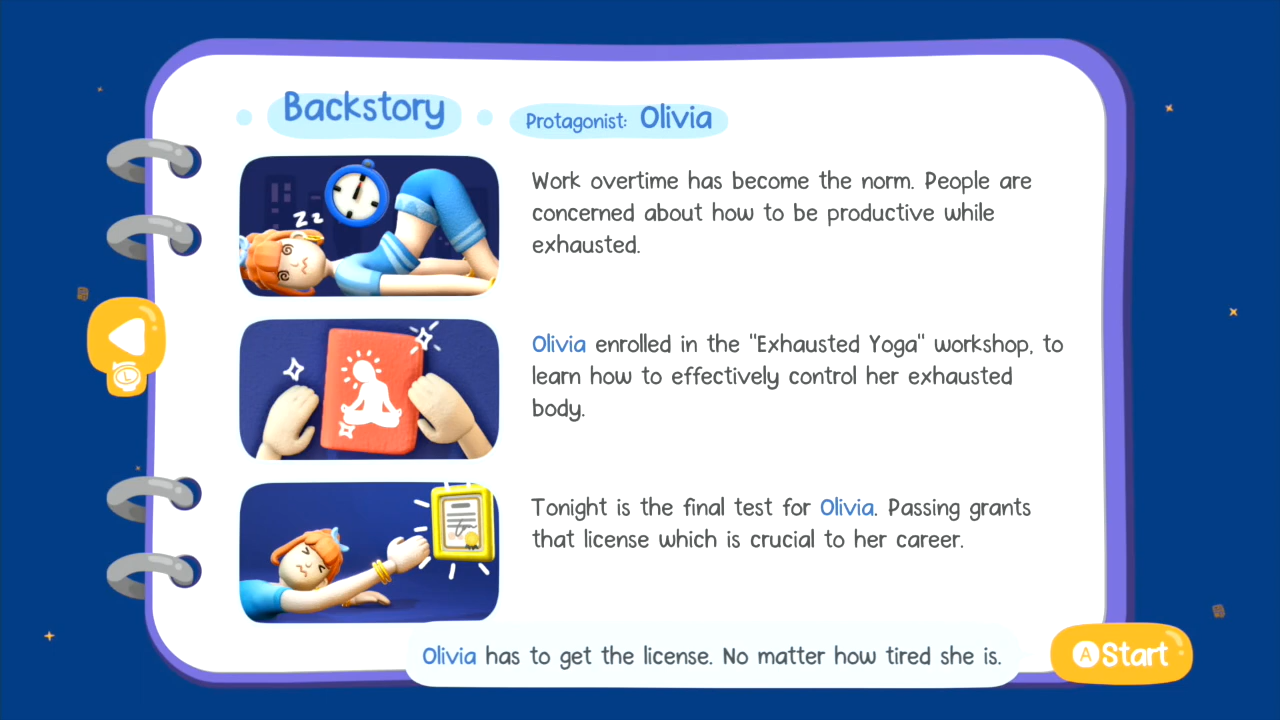 Backstory
Protagonist: Olivia
Z z
Work overtime has become the norm. People are
concerned about how to be productive while
exhausted.
Olivia enrolled in the "Exhausted Yoga" workshop, to
learn how to effectively control her exhausted
body.
Tonight is the final test for Olivia. Passing grants
that license which is crucial to her career.
L
Olivia has to get the license. No matter how tired she is.
A Start